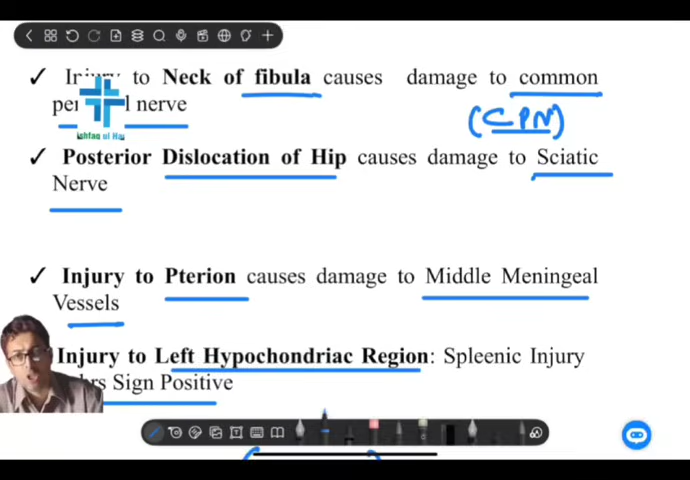 ✓ Injury to Neck of fibula causes damage to common
nerve
(CPN)
✓ Posterior Dislocation of Hip causes damage to Sciatic
Nerve
✓ Injury to Pterion causes damage to Middle Meningeal
Vessels
Injury to Left Hypochondriac Region: Spleenic Injury
Sign Positive